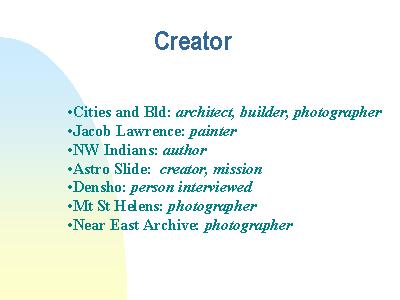 Creator
•Cities and Bld: architect, builder, photographer
•Jacob Lawrence: painter
•NW Indians: author
•Astro Slide:  creator, mission
•Densho: person interviewed
•Mt St Helens: photographer
•Near East Archive: photographer